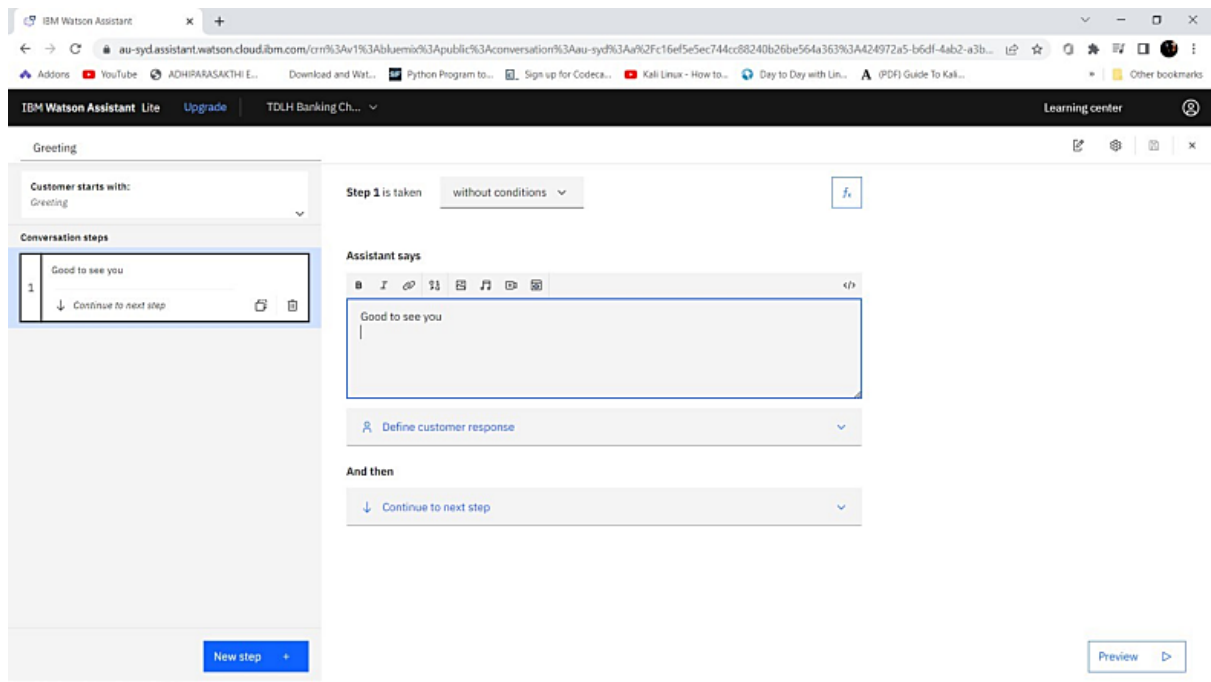 IBM Watson Assistant
au-syd.assistant.watson.cloud.ibm.com/crn%3Av1%3Abluemix%3Apublic%3Aconversation%3Aau-syd%3Aa%2Fc16ef5e5ec744cc88240b26be564a363%3A424972a5-b6df-4ab2-a3b...
Addons YouTube ADHIPARASAKTHI E... Download and Wat... Python Program to... Sign up for Codeca... Kali Linux - How to... Day to Day with Lin... (PDF) Guide To Kali... Other bookmarks
IBM Watson Assistant Lite Upgrade TDLH Banking Ch... Learning center
Greeting
Customer starts with:
Greeting
Conversation steps
1
Good to see you
Continue to next step
New step +
Step 1 is taken without conditions
Assistant says
B I </>
Good to see you
Define customer response
And then
Continue to next step
Preview